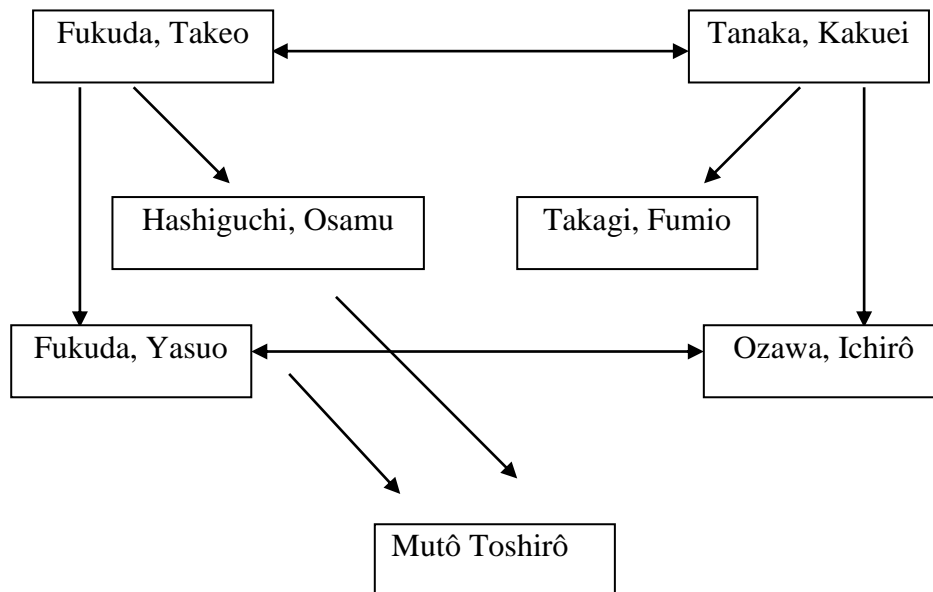 Fukuda, Takeo
Tanaka, Kakuei
Hashiguchi, Osamu
Takagi, Fumio
Fukuda, Yasuo
Ozawa, Ichirô
Mutô Toshirô